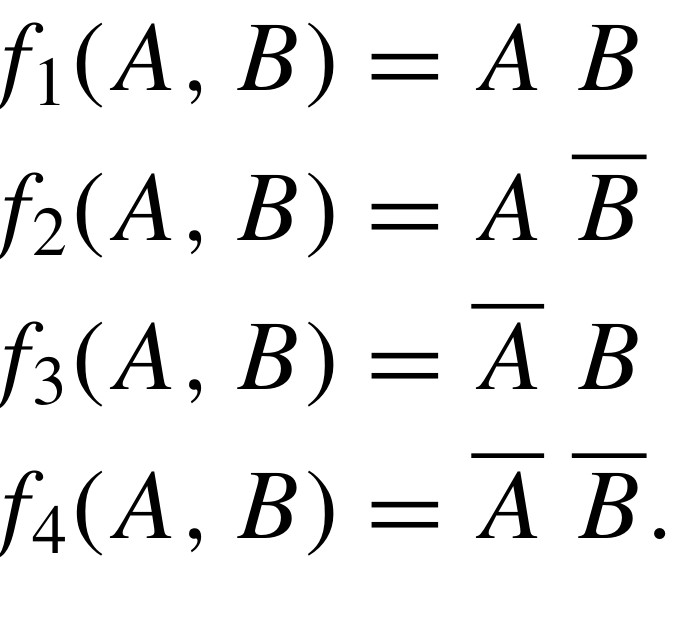 f₁(A, B) = A B
f₂(A, B) = A B̅
f₃(A, B) = A̅ B
f₄(A, B) = A̅ B̅.